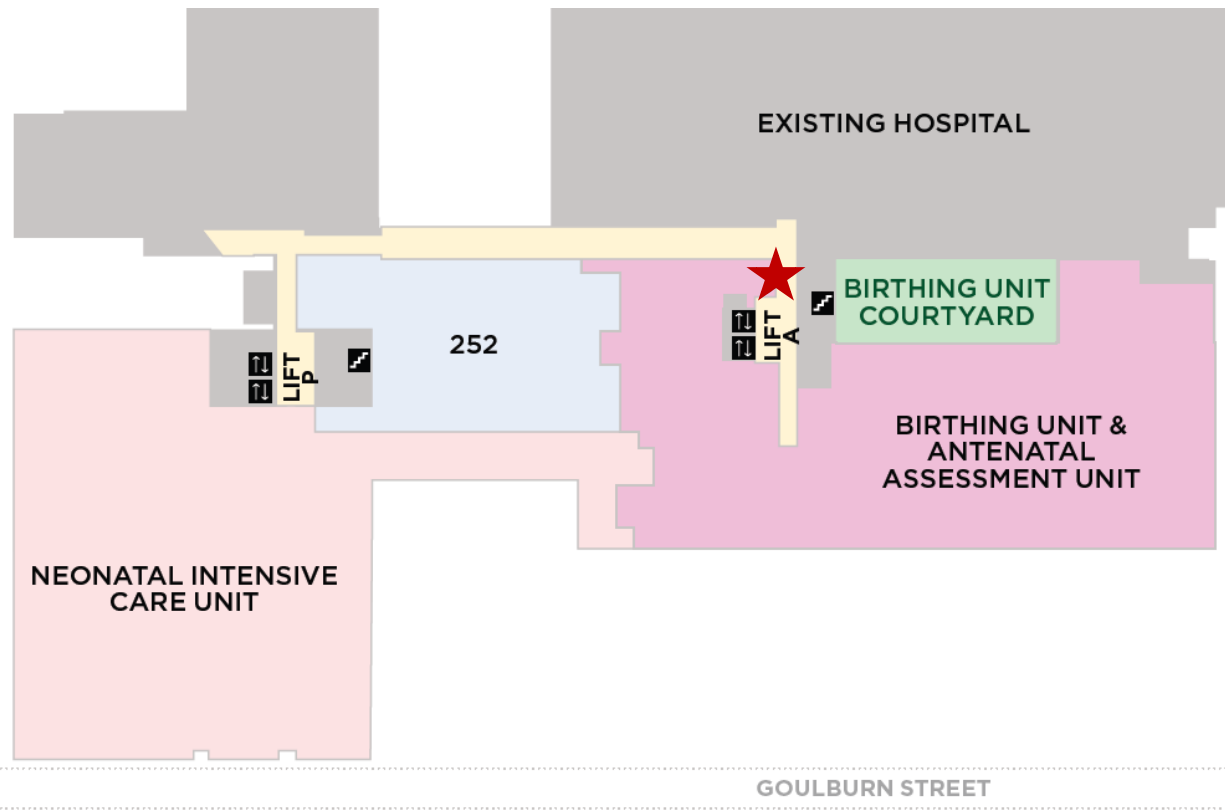 EXISTING HOSPITAL
BIRTHING UNIT
COURTYARD
252
LIFT
A
LIFT
P
BIRTHING UNIT &
ANTENATAL
ASSESSMENT UNIT
NEONATAL INTENSIVE
CARE UNIT
GOULBURN STREET